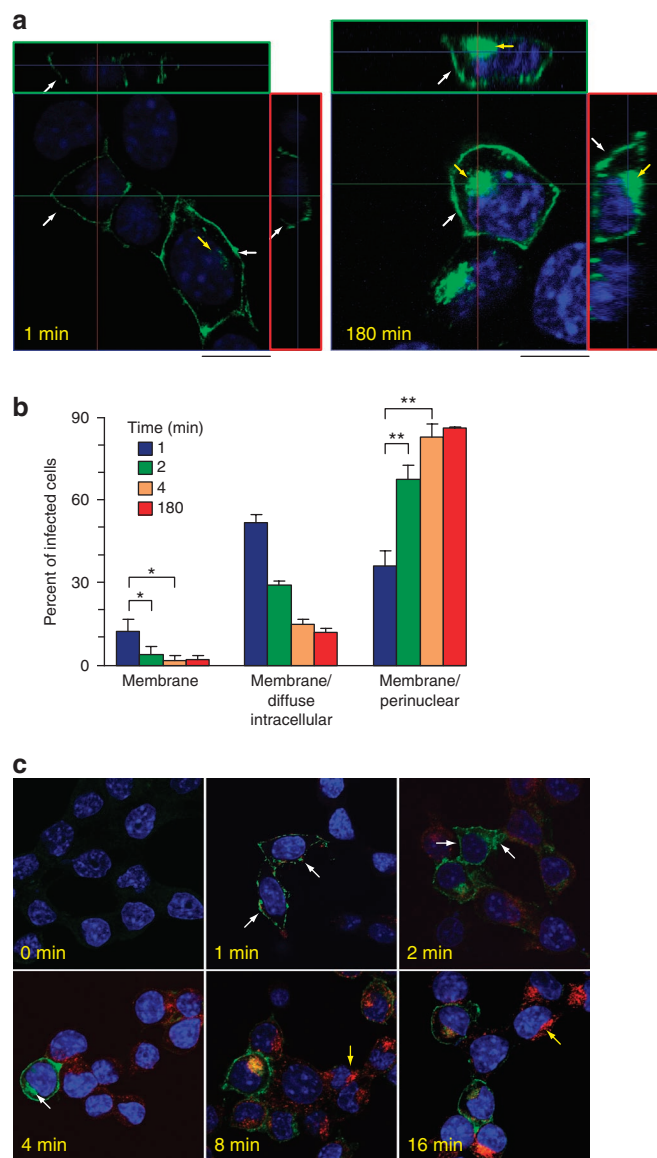 a
1 min
180 min
b
90
60
30
0
Percent of infected cells
Time (min)
1
2
4
180
*
*
**
**
Membrane
Membrane/
diffuse
intracellular
Membrane/
perinuclear
c
0 min
1 min
2 min
4 min
8 min
16 min